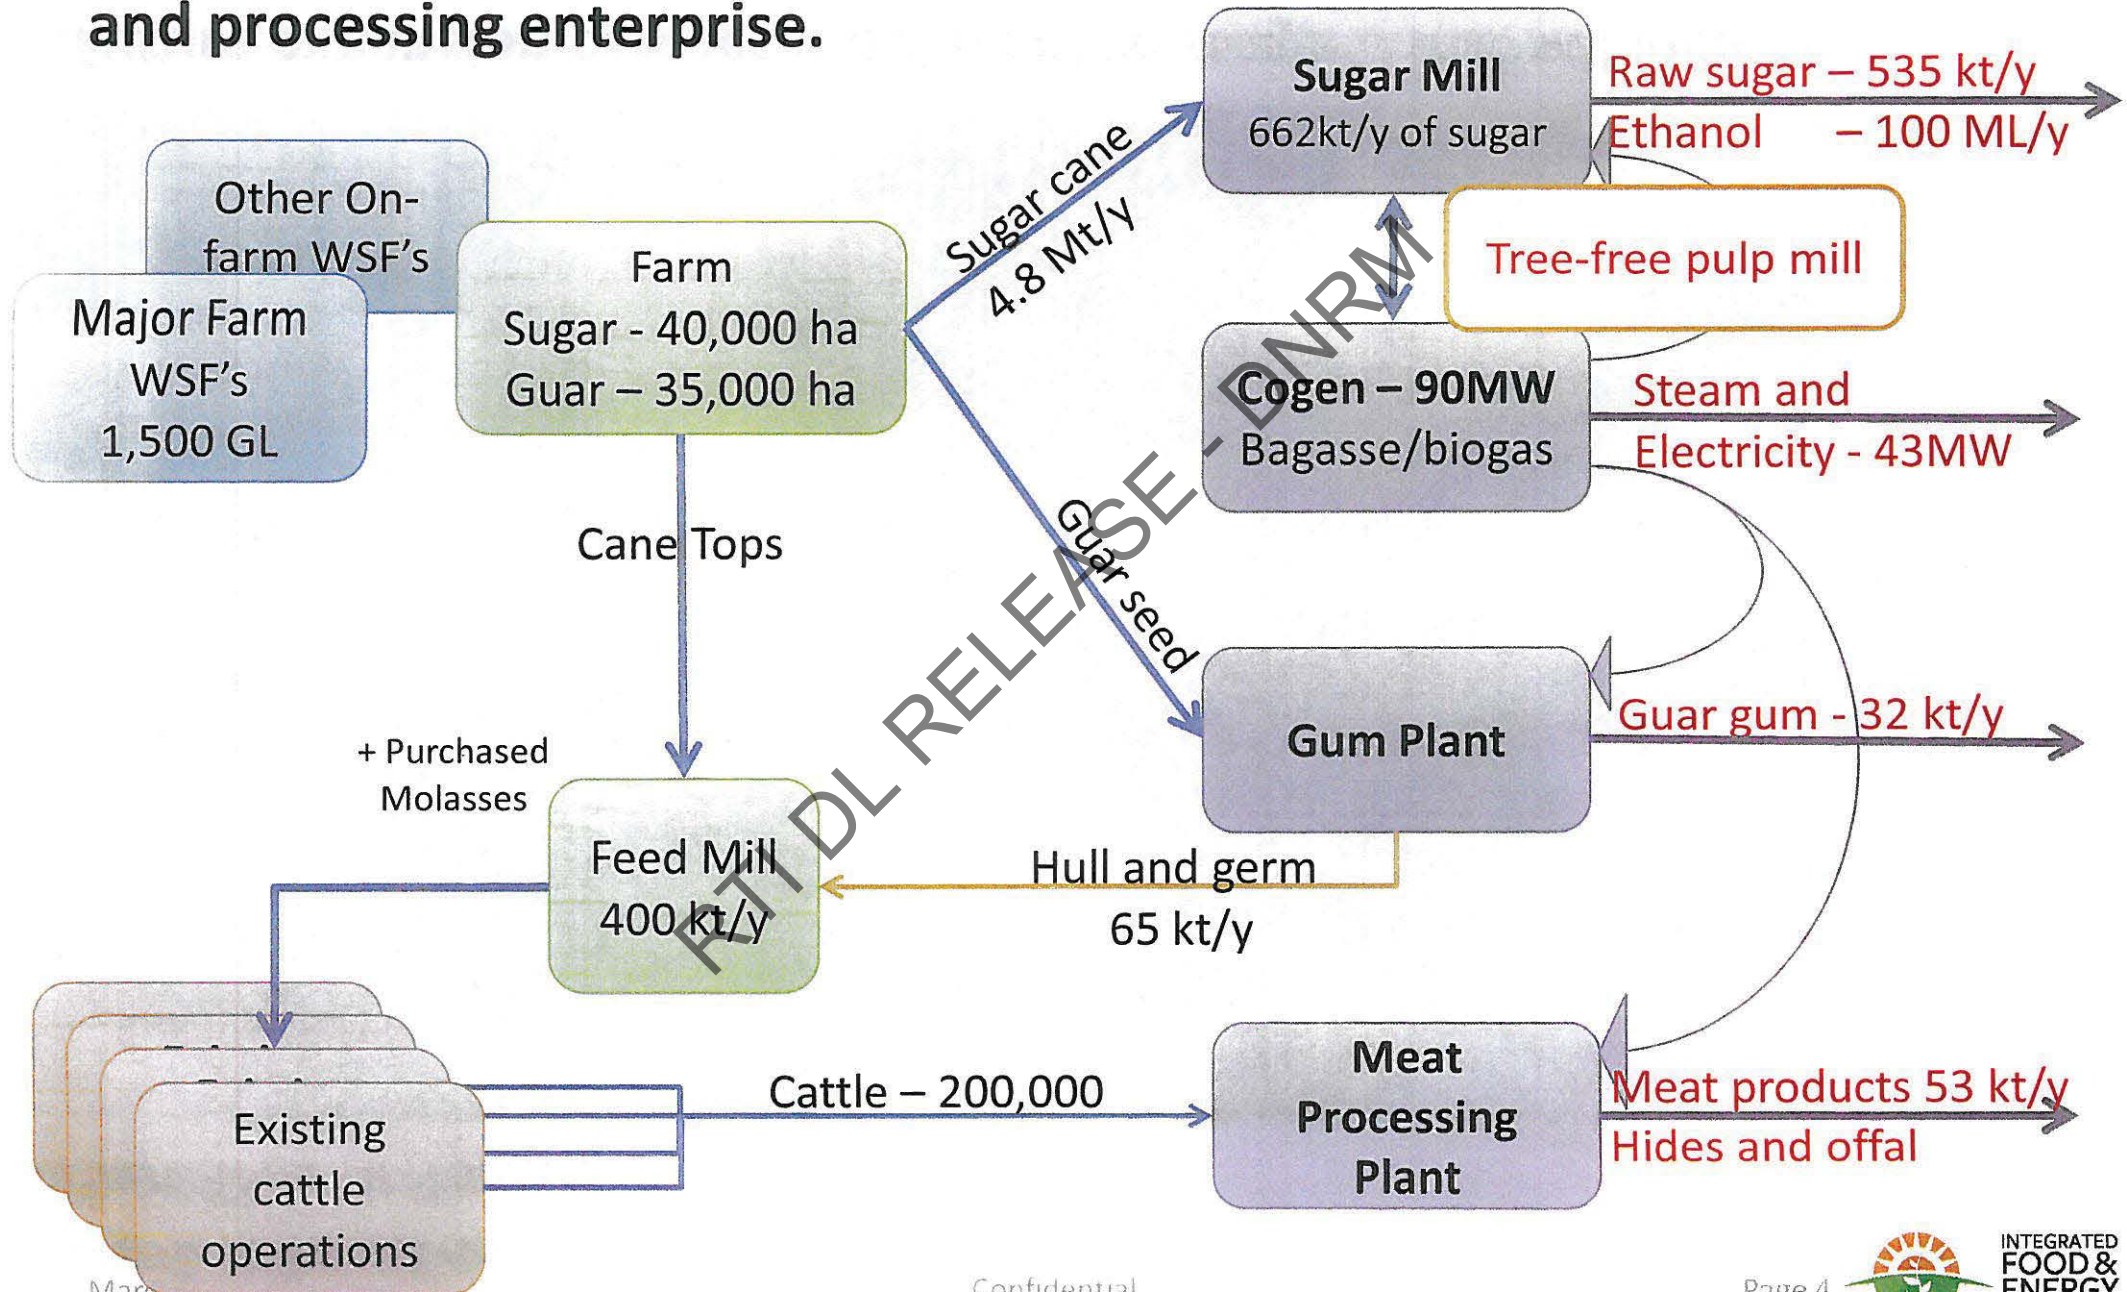 and processing enterprise.
Other On-
farm WSF's
Major Farm
WSF's
1,500 GL
Farm
Sugar - 40,000 ha
Guar – 35,000 ha
Sugar cane
4.8 Mt/y
Sugar Mill
662kt/y of sugar
Raw sugar – 535 kt/y
Ethanol – 100 ML/y
Tree-free pulp mill
Cogen – 90MW
Bagasse/biogas
Steam and
Electricity - 43MW
Cane Tops
Guar seed
Gum Plant
Guar gum - 32 kt/y
+ Purchased
Molasses
Feed Mill
400 kt/y
Hull and germ
65 kt/y
Existing
cattle
operations
Cattle – 200,000
Meat
Processing
Plant
Meat products 53 kt/y
Hides and offal
RTI DL RELEASE - DNRM
Confidential
Page 4
INTEGRATED
FOOD &
ENERGY